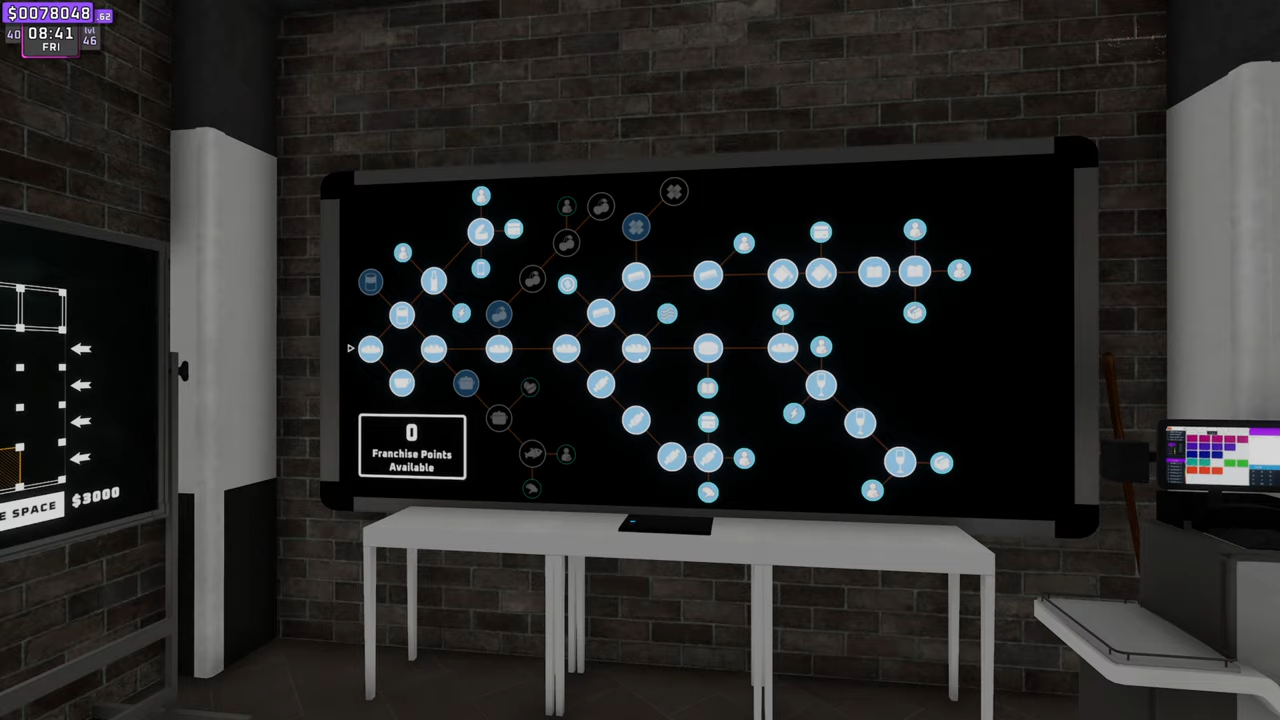 $0078048.62
40
08:41
lvl
46
FRI
0
Franchise Points
Available
E SPACE
$3000